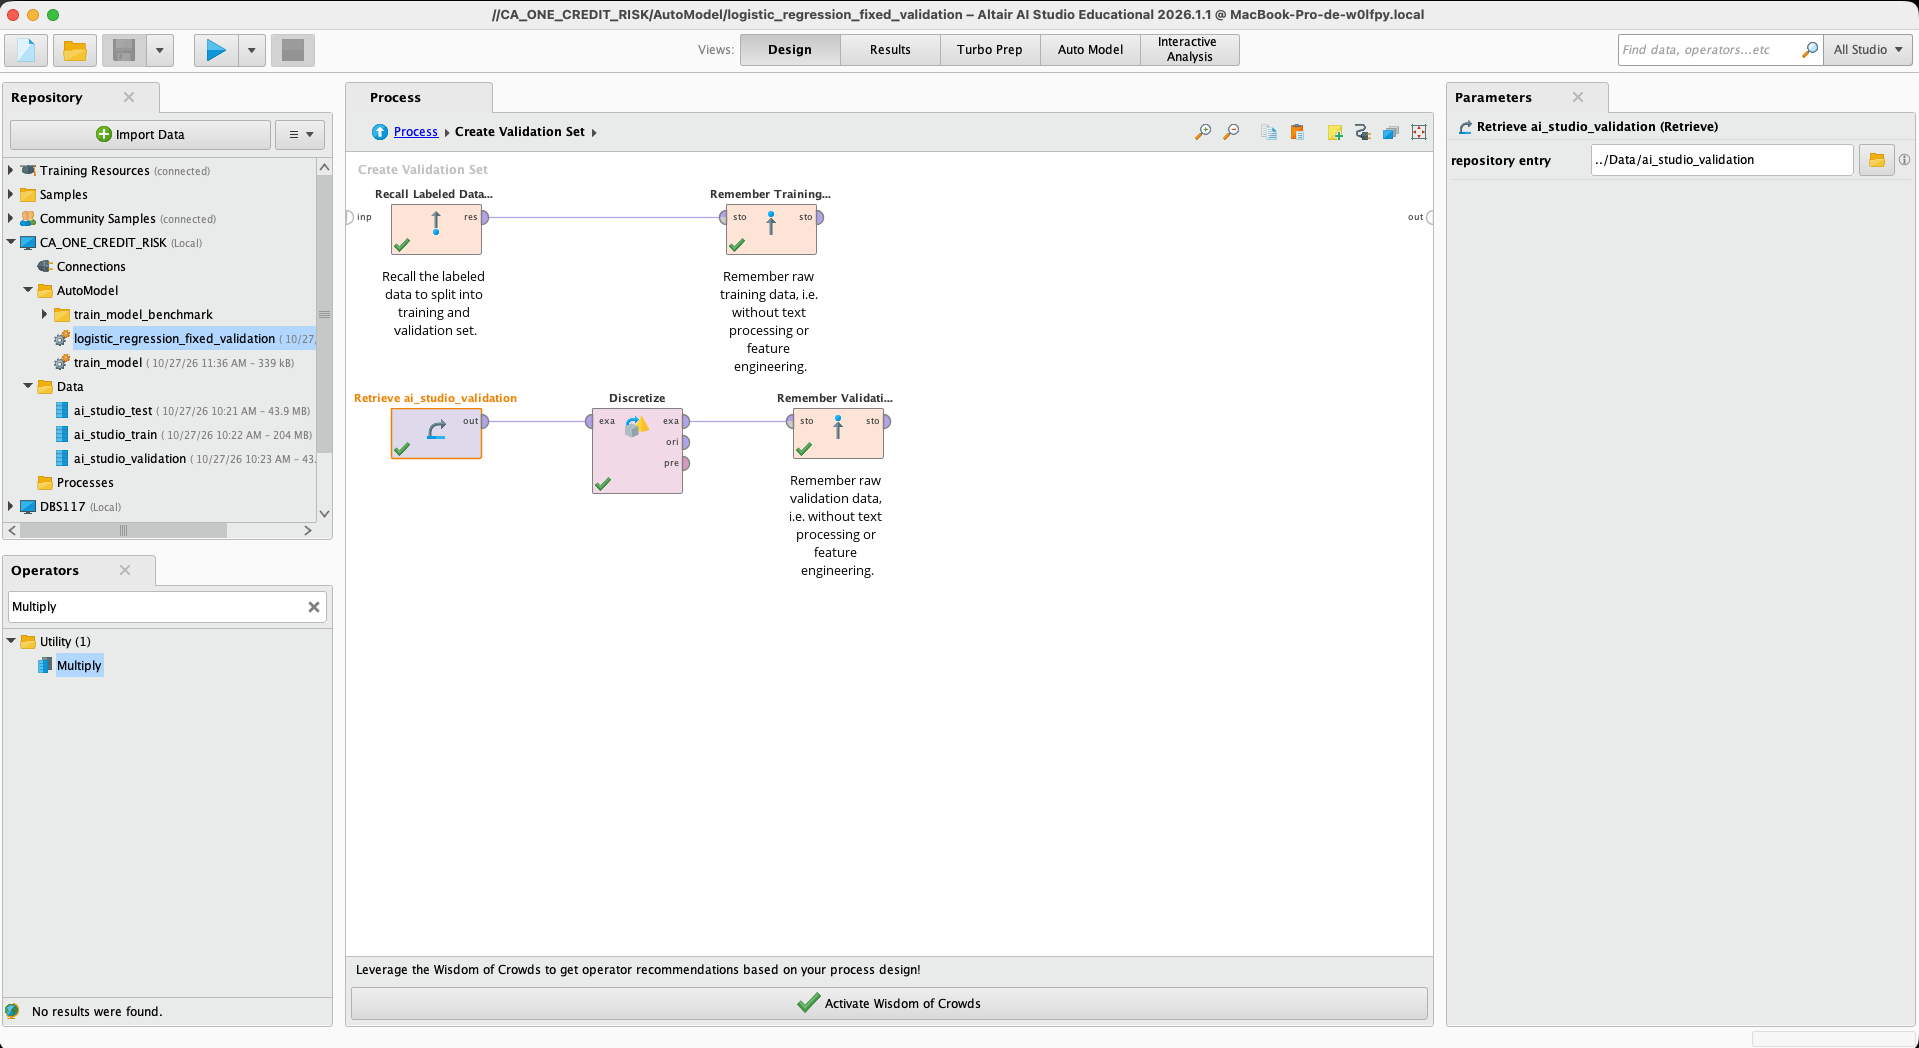 //CA_ONE_CREDIT_RISK/AutoModel/logistic_regression_fixed_validation – Altair AI Studio Educational 2026.1.1 @ MacBook-Pro-de-w0lfpy.local
Views:
Design
Results
Turbo Prep
Auto Model
Interactive
Analysis
Find data, operators...etc
All Studio
Repository
Import Data
Training Resources (connected)
Samples
Community Samples (connected)
CA_ONE_CREDIT_RISK (Local)
Connections
AutoModel
train_model_benchmark
logistic_regression_fixed_validation ( 10/27/
train_model ( 10/27/26 11:36 AM – 339 kB)
Data
ai_studio_test ( 10/27/26 10:21 AM – 43.9 MB)
ai_studio_train ( 10/27/26 10:22 AM – 204 MB)
ai_studio_validation ( 10/27/26 10:23 AM – 43.
Processes
DBS117 (Local)
Operators
Multiply
Utility (1)
Multiply
No results were found.
Process
Process
Create Validation Set
Create Validation Set
Recall Labeled Data...
inp
res
Recall the labeled
data to split into
training and
validation set.
Remember Training...
sto
sto
out
Remember raw
training data, i.e.
without text
processing or
feature
engineering.
Retrieve ai_studio_validation
out
Discretize
exa
exa
ori
pre
Remember Validati...
sto
sto
Remember raw
validation data,
i.e. without text
processing or
feature
engineering.
Leverage the Wisdom of Crowds to get operator recommendations based on your process design!
Activate Wisdom of Crowds
Parameters
Retrieve ai_studio_validation (Retrieve)
repository entry
../Data/ai_studio_validation